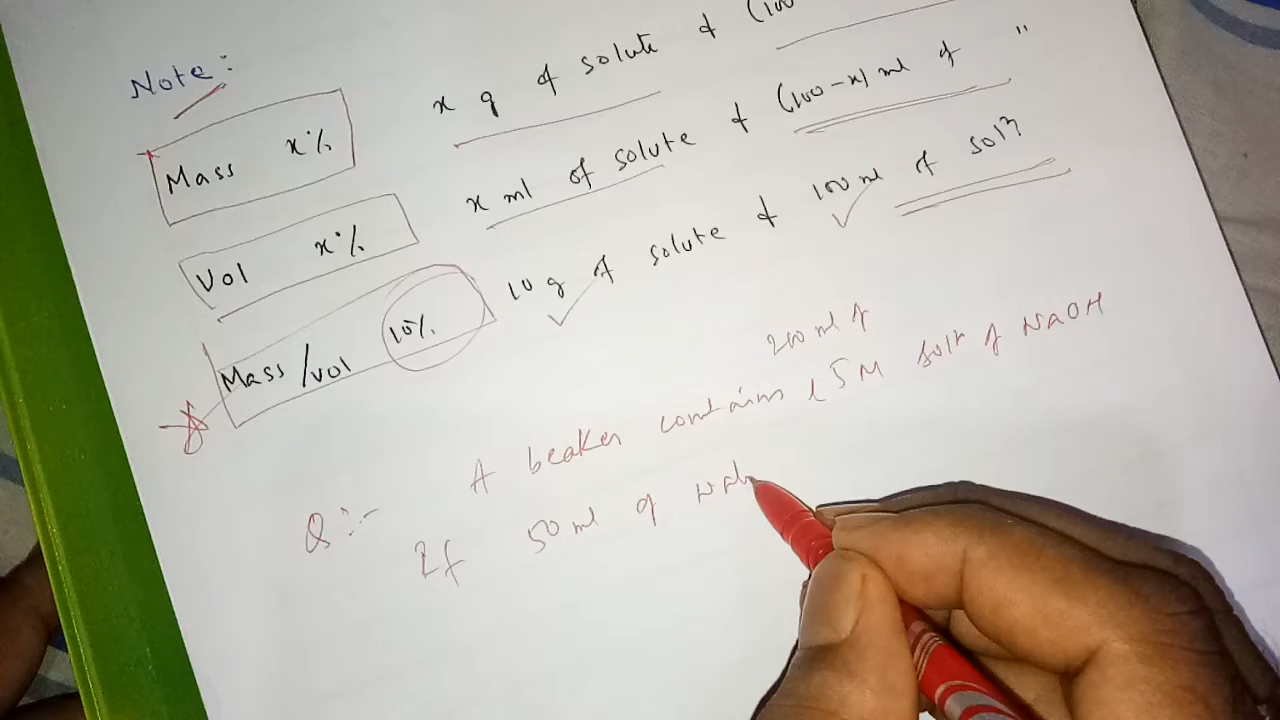 Note:
x g of solute & (100
Mass x%
x ml of solute & (100-x) ml of "
Vol x%
10 g of solute & 100 ml of solⁿ
Mass/vol 10%
200 ml of
Q:- A beaker contains 5M solⁿ of NaOH
If 50 ml of